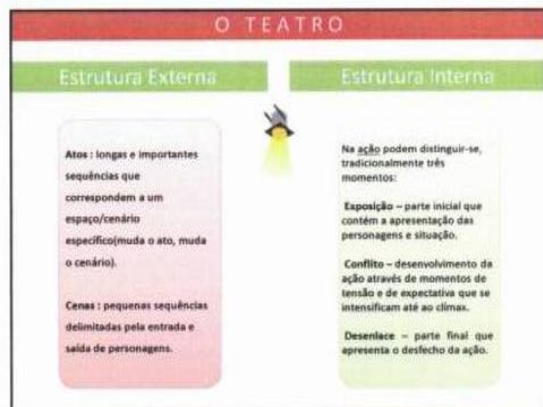 O TEATRO
Estrutura Externa
Atos : longas e importantes
sequências que
correspondem a um
espaço/cenário
específico(muda o ato, muda
o cenário).
Cenas : pequenas sequências
delimitadas pela entrada e
saída de personagens.
Estrutura Interna
Na ação podem distinguir-se,
tradicionalmente três
momentos:
Exposição – parte inicial que
contém a apresentação das
personagens e situação.
Conflito – desenvolvimento da
ação através de momentos de
tensão e de expectativa que se
intensificam até ao clímax.
Desenlace – parte final que
apresenta o desfecho da ação.